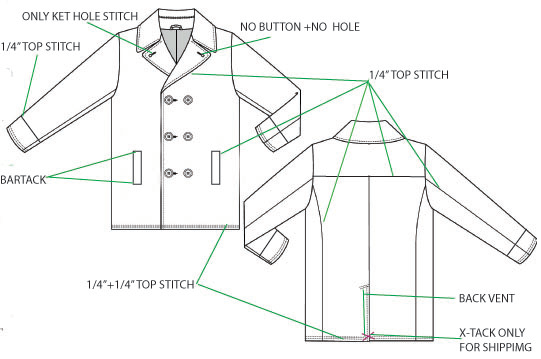 ONLY KET HOLE STITCH
NO BUTTON +NO HOLE
1/4" TOP STITCH
1/4" TOP STITCH
BARTACK
1/4"+1/4" TOP STITCH
BACK VENT
X-TACK ONLY
FOR SHIPPIMG